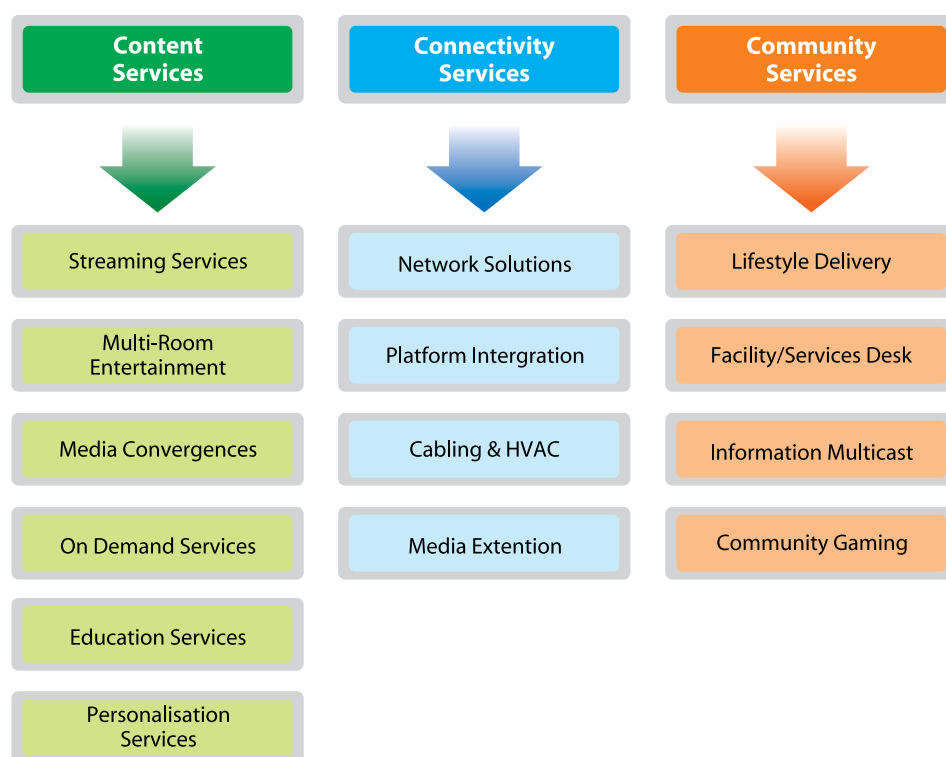 Content
Services
Connectivity
Services
Community
Services
Streaming Services
Multi-Room
Entertainment
Media Convergences
On Demand Services
Education Services
Personalisation
Services
Network Solutions
Platform Intergration
Cabling & HVAC
Media Extention
Lifestyle Delivery
Facility/Services Desk
Information Multicast
Community Gaming